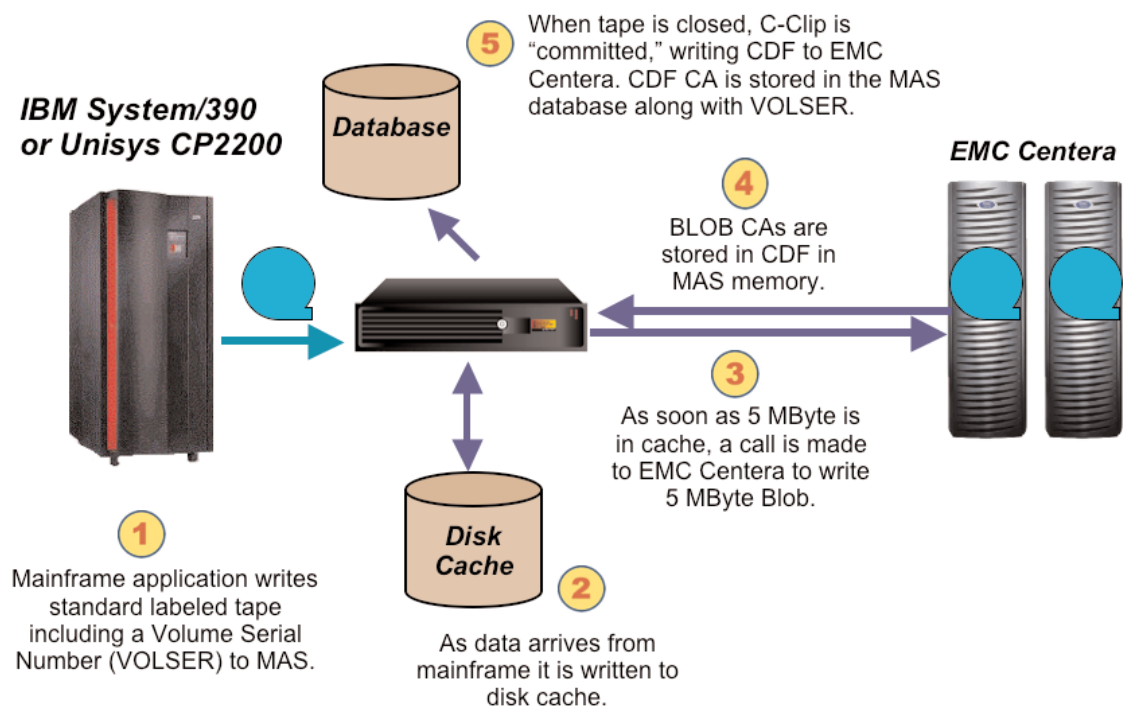 5
When tape is closed, C-Clip is
“committed,” writing CDF to EMC
Centera. CDF CA is stored in the MAS
database along with VOLSER.
IBM System/390
or Unisys CP2200
Database
EMC Centera
4
BLOB CAs are
stored in CDF in
MAS memory.
3
As soon as 5 MByte is
in cache, a call is made
to EMC Centera to write
5 MByte Blob.
Disk
Cache
1
Mainframe application writes
standard labeled tape
including a Volume Serial
Number (VOLSER) to MAS.
2
As data arrives from
mainframe it is written to
disk cache.